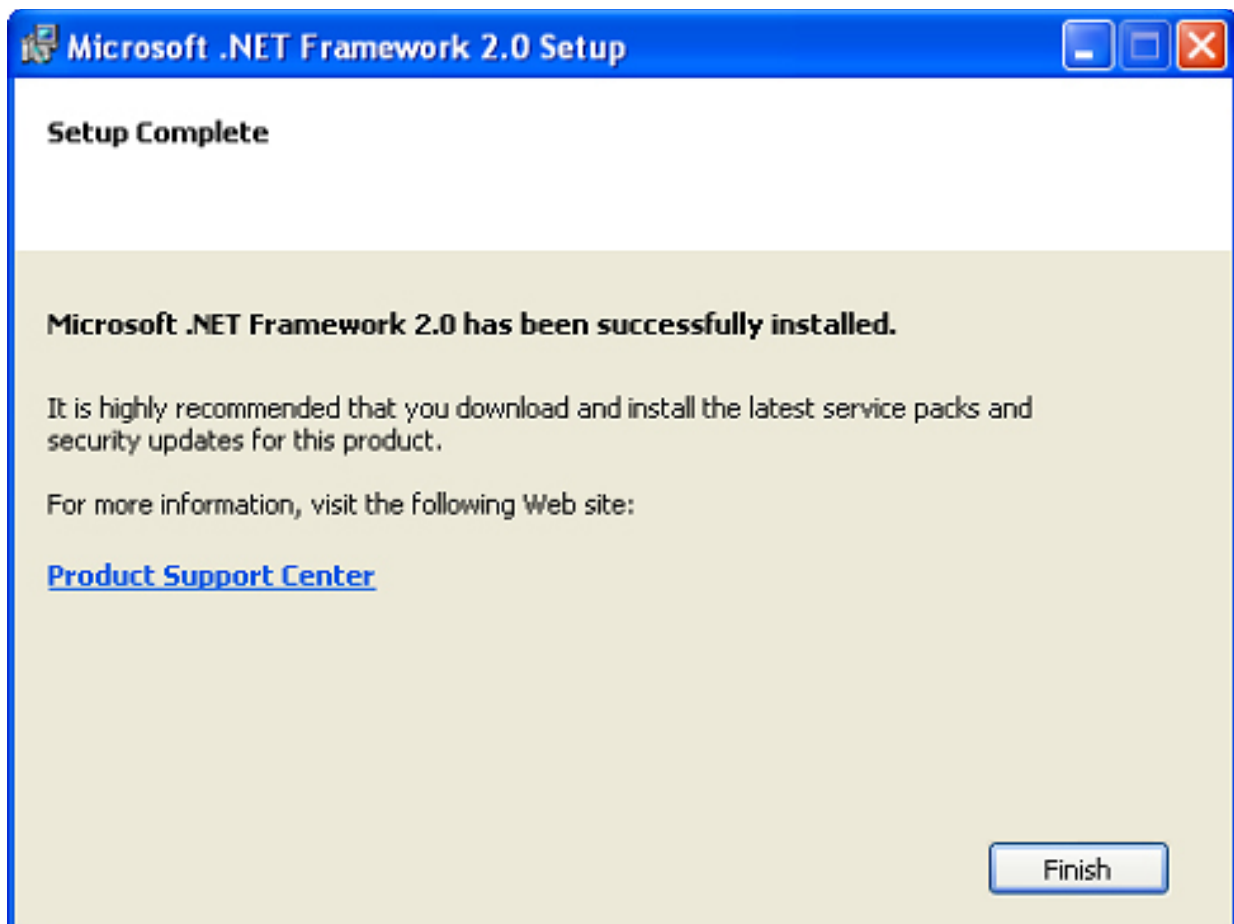 Microsoft .NET Framework 2.0 Setup
Setup Complete
Microsoft .NET Framework 2.0 has been successfully installed.
It is highly recommended that you download and install the latest service packs and
security updates for this product.
For more information, visit the following Web site:
Product Support Center
Finish